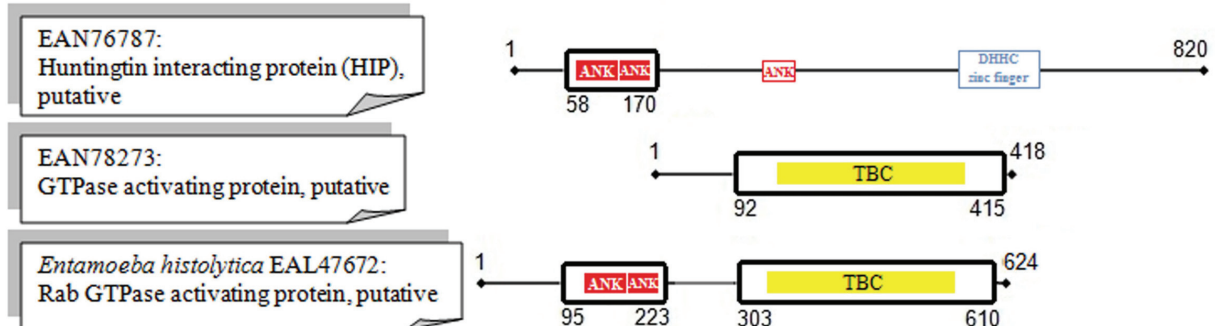 EAN76787:
Huntingtin interacting protein (HIP),
putative
1
820
ANK ANK
ANK
DHHC
zinc finger
58 170
EAN78273:
GTPase activating protein, putative
1
418
TBC
92 415
Entamoeba histolytica EAL47672:
Rab GTPase activating protein, putative
1
624
ANK ANK
TBC
95 223 303 610